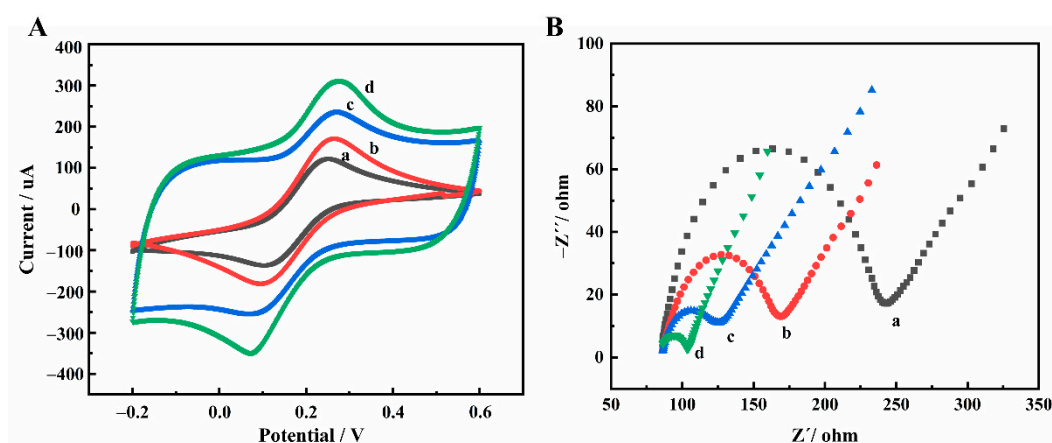 A
B
400
300
200
100
0
−100
−200
−300
−400
Current / uA
−0.2
0.0
0.2
0.4
0.6
Potential / V
d
c
b
a
100
80
60
40
20
0
−Z´´/ ohm
50
100
150
200
250
300
350
Z´/ ohm
a
b
c
d